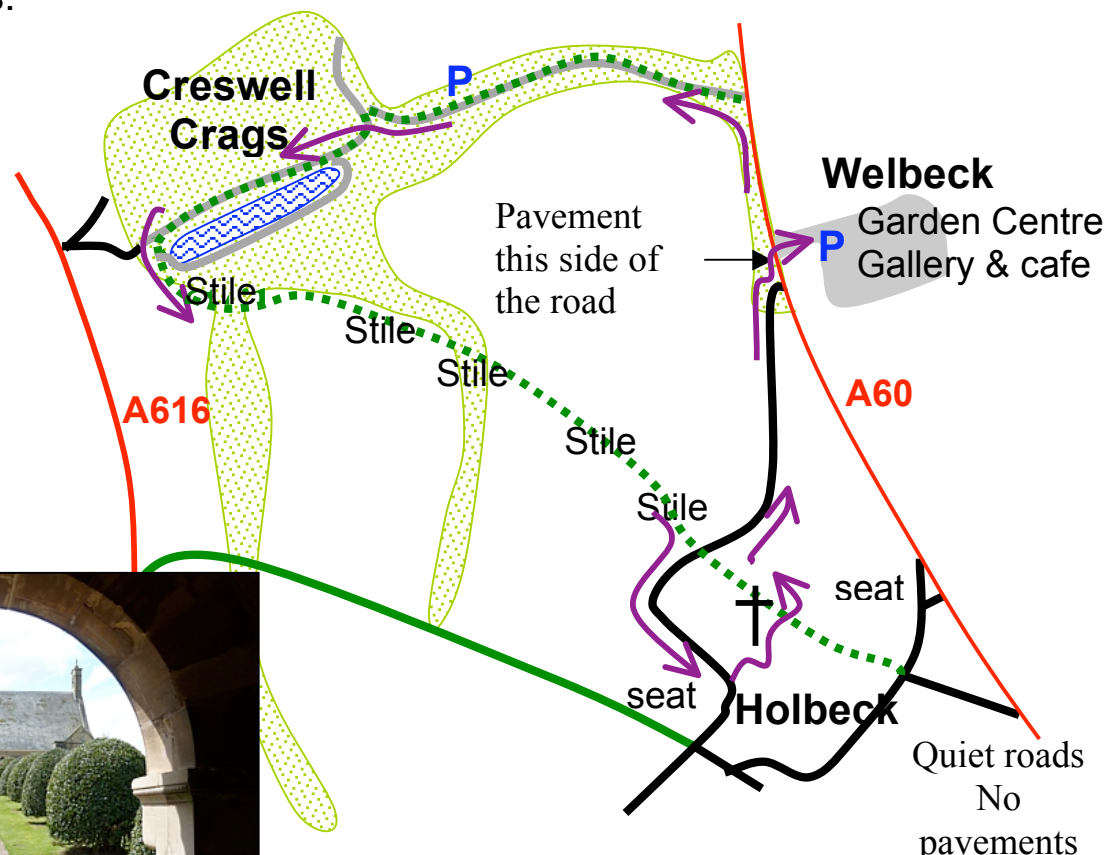 Creswell
Crags
P
Welbeck
P
Garden Centre
Gallery & cafe
Pavement
this side of
the road
Stile
Stile
Stile
Stile
Stile
A616
A60
seat
seat
Holbeck
Quiet roads
No
pavements